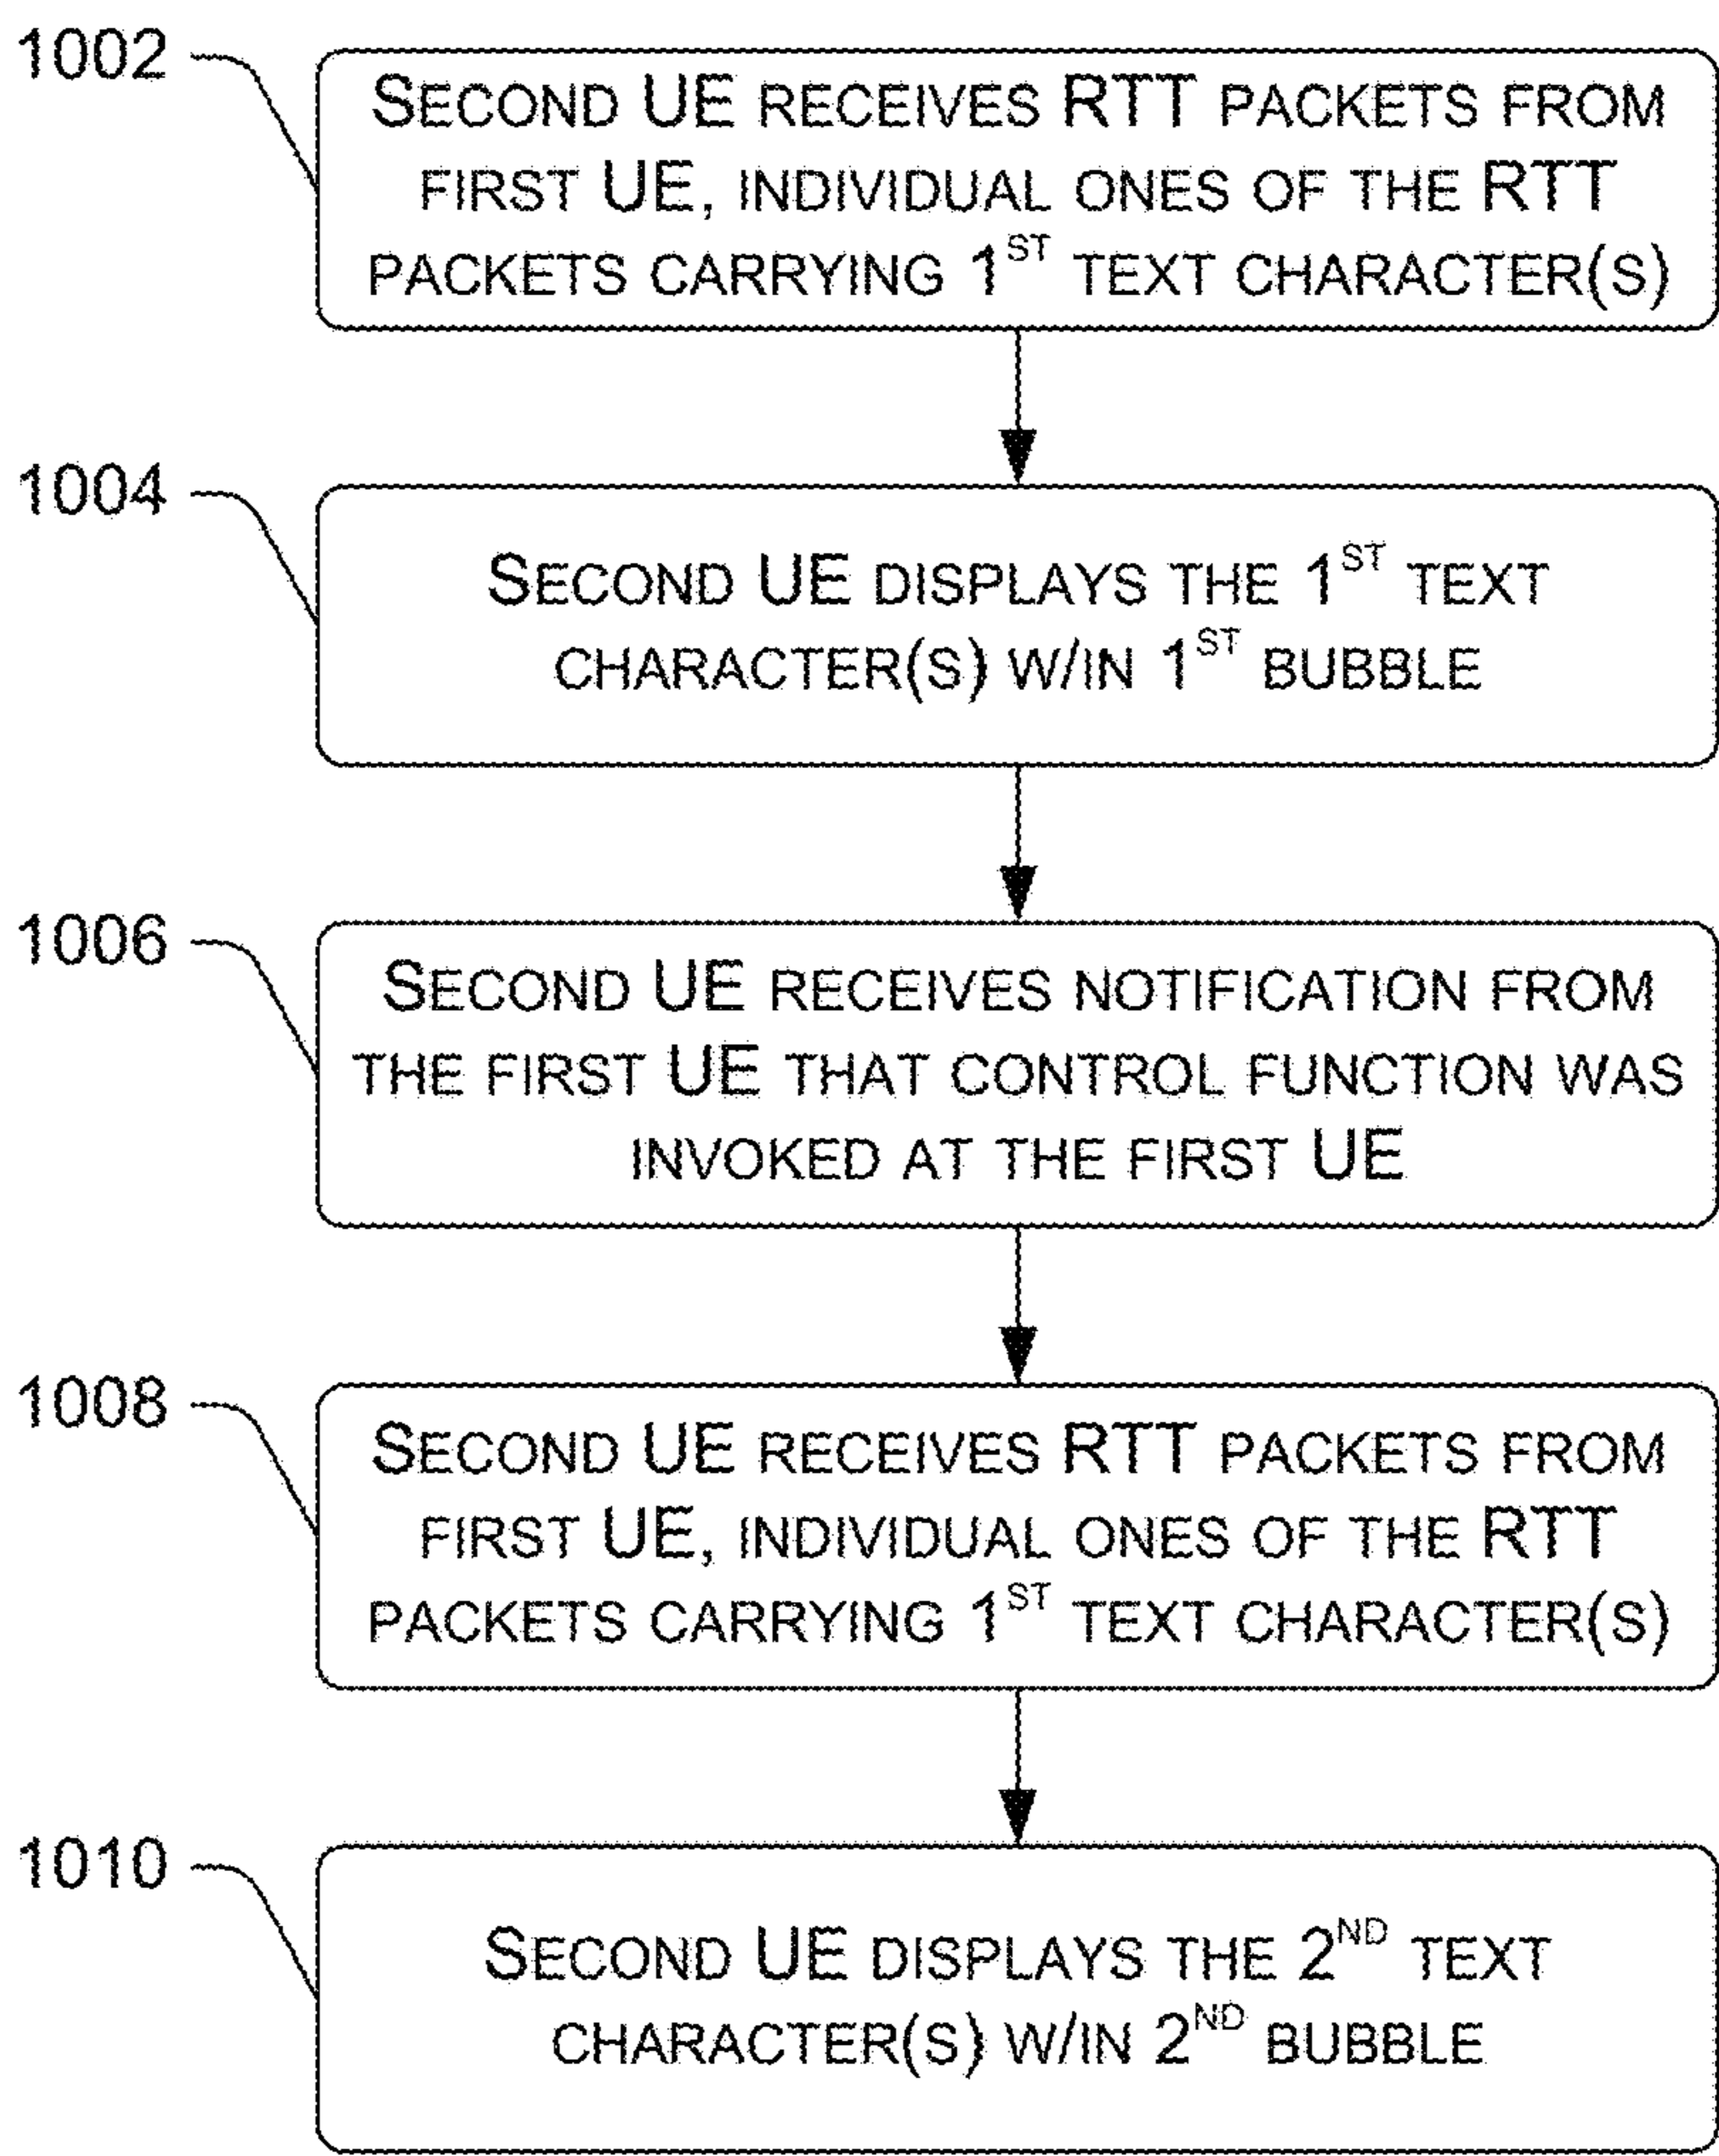 1002
SECOND UE RECEIVES RTT PACKETS FROM
FIRST UE, INDIVIDUAL ONES OF THE RTT
PACKETS CARRYING 1ST TEXT CHARACTER(S)
1004
SECOND UE DISPLAYS THE 1ST TEXT
CHARACTER(S) W/IN 1ST BUBBLE
1006
SECOND UE RECEIVES NOTIFICATION FROM
THE FIRST UE THAT CONTROL FUNCTION WAS
INVOKED AT THE FIRST UE
1008
SECOND UE RECEIVES RTT PACKETS FROM
FIRST UE, INDIVIDUAL ONES OF THE RTT
PACKETS CARRYING 1ST TEXT CHARACTER(S)
1010
SECOND UE DISPLAYS THE 2ND TEXT
CHARACTER(S) W/IN 2ND BUBBLE